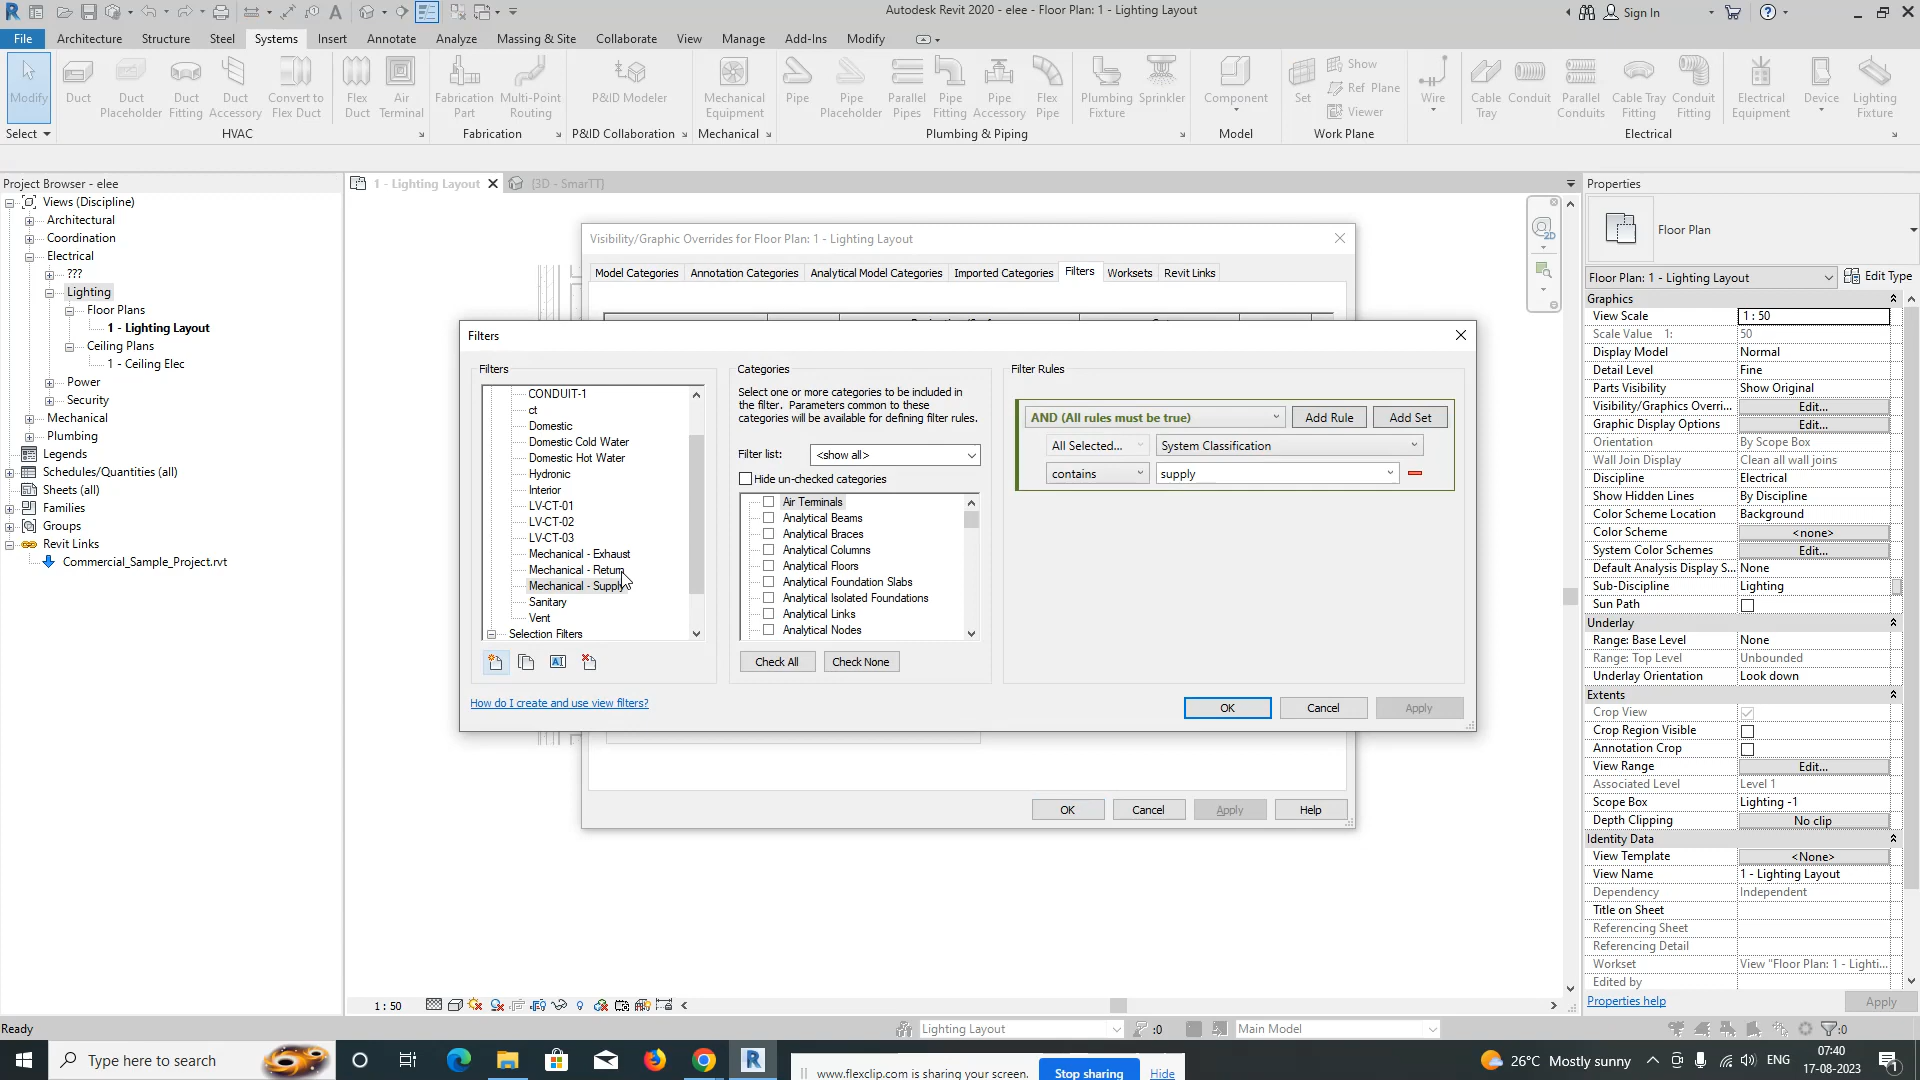 Autodesk Revit 2020 - elee - Floor Plan: 1 - Lighting Layout
Sign In
File Architecture Structure Steel Systems Insert Annotate Analyze Massing & Site Collaborate View Manage Add-Ins Modify
Modify
Duct
Duct Placeholder
Duct Fitting
Duct Accessory
Convert to Flex Duct
Flex Duct
Air Terminal
Fabrication Part
Multi-Point Routing
P&ID Modeler
Mechanical Equipment
Pipe
Pipe Placeholder
Parallel Pipes
Pipe Fitting
Pipe Accessory
Flex Pipe
Plumbing Fixture
Sprinkler
Component
Set
Show
Ref Plane
Viewer
Wire
Cable Tray
Conduit
Parallel Conduits
Cable Tray Fitting
Conduit Fitting
Electrical Equipment
Device
Lighting Fixture
Select HVAC Fabrication P&ID Collaboration Mechanical Plumbing & Piping Model Work Plane Electrical
Project Browser - elee
Views (Discipline)
Architectural
Coordination
Electrical
???
Lighting
Floor Plans
1 - Lighting Layout
Ceiling Plans
1 - Ceiling Elec
Power
Security
Mechanical
Plumbing
Legends
Schedules/Quantities (all)
Sheets (all)
Families
Groups
Revit Links
Commercial_Sample_Project.rvt
1 - Lighting Layout
{3D - SmarTT}
Visibility/Graphic Overrides for Floor Plan: 1 - Lighting Layout
Model Categories Annotation Categories Analytical Model Categories Imported Categories Filters Worksets Revit Links
Filters
Filters
CONDUIT-1
ct
Domestic
Domestic Cold Water
Domestic Hot Water
Hydronic
Interior
LV-CT-01
LV-CT-02
LV-CT-03
Mechanical - Exhaust
Mechanical - Return
Mechanical - Supply
Sanitary
Vent
Selection Filters
How do I create and use view filters?
Categories
Select one or more categories to be included in
the filter. Parameters common to these
categories will be available for defining filter rules.
Filter list: <show all>
Hide un-checked categories
Air Terminals
Analytical Beams
Analytical Braces
Analytical Columns
Analytical Floors
Analytical Foundation Slabs
Analytical Isolated Foundations
Analytical Links
Analytical Nodes
Check All Check None
Filter Rules
AND (All rules must be true) Add Rule Add Set
All Selected... System Classification
contains supply
OK Cancel Apply
OK Cancel Apply Help
Properties
Floor Plan
Floor Plan: 1 - Lighting Layout Edit Type
Graphics
View Scale 1 : 50
Scale Value 1: 50
Display Model Normal
Detail Level Fine
Parts Visibility Show Original
Visibility/Graphics Overri... Edit...
Graphic Display Options Edit...
Orientation By Scope Box
Wall Join Display Clean all wall joins
Discipline Electrical
Show Hidden Lines By Discipline
Color Scheme Location Background
Color Scheme <none>
System Color Schemes Edit...
Default Analysis Display S... None
Sub-Discipline Lighting
Sun Path
Underlay
Range: Base Level None
Range: Top Level Unbounded
Underlay Orientation Look down
Extents
Crop View
Crop Region Visible
Annotation Crop
View Range Edit...
Associated Level Level 1
Scope Box Lighting -1
Depth Clipping No clip
Identity Data
View Template <None>
View Name 1 - Lighting Layout
Dependency Independent
Title on Sheet
Referencing Sheet
Referencing Detail
Workset View "Floor Plan: 1 - Lighti...
Edited by
Properties help Apply
1 : 50
Ready
Lighting Layout
:0
Main Model
:0
Type here to search
www.flexclip.com is sharing your screen. Stop sharing Hide
26°C Mostly sunny
ENG
07:40
17-08-2023
1